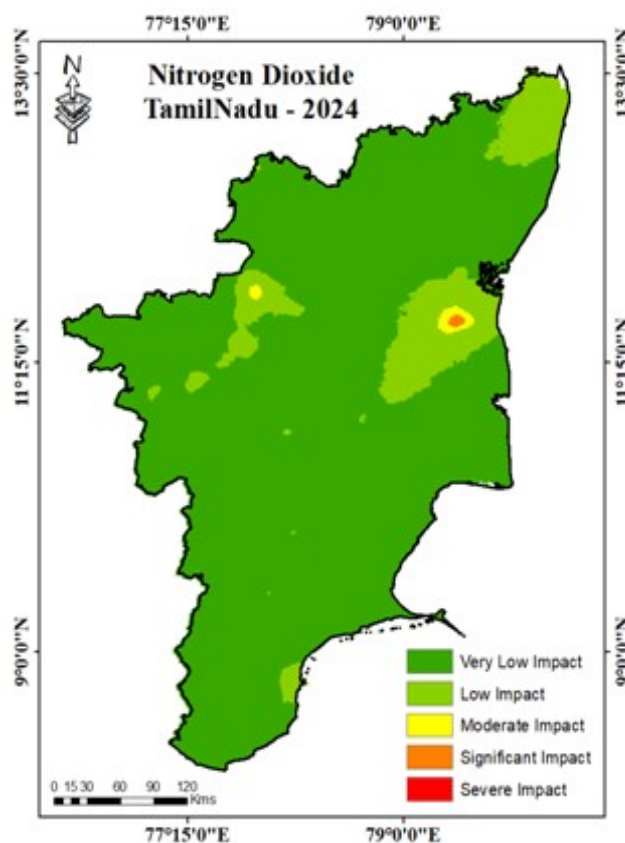 77°15'0"E 79°0'0"E
N
Nitrogen Dioxide
TamilNadu - 2024
13°30'0"N 13°30'0"N
11°15'0"N 11°15'0"N
9°0'0"N 9°0'0"N
Very Low Impact
Low Impact
Moderate Impact
Significant Impact
Severe Impact
0 15 30 60 90 120
Kms
77°15'0"E 79°0'0"E